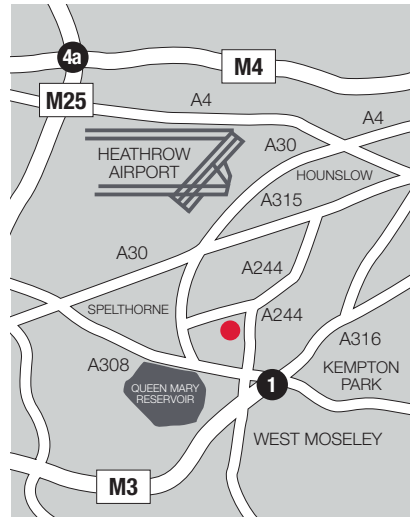 4a
M4
M25
A4
A4
A30
HEATHROW
AIRPORT
HOUNSLOW
A315
A30
A244
SPELTHORNE
A244
A316
A308
KEMPTON
PARK
1
QUEEN MARY
RESERVOIR
WEST MOSELEY
M3